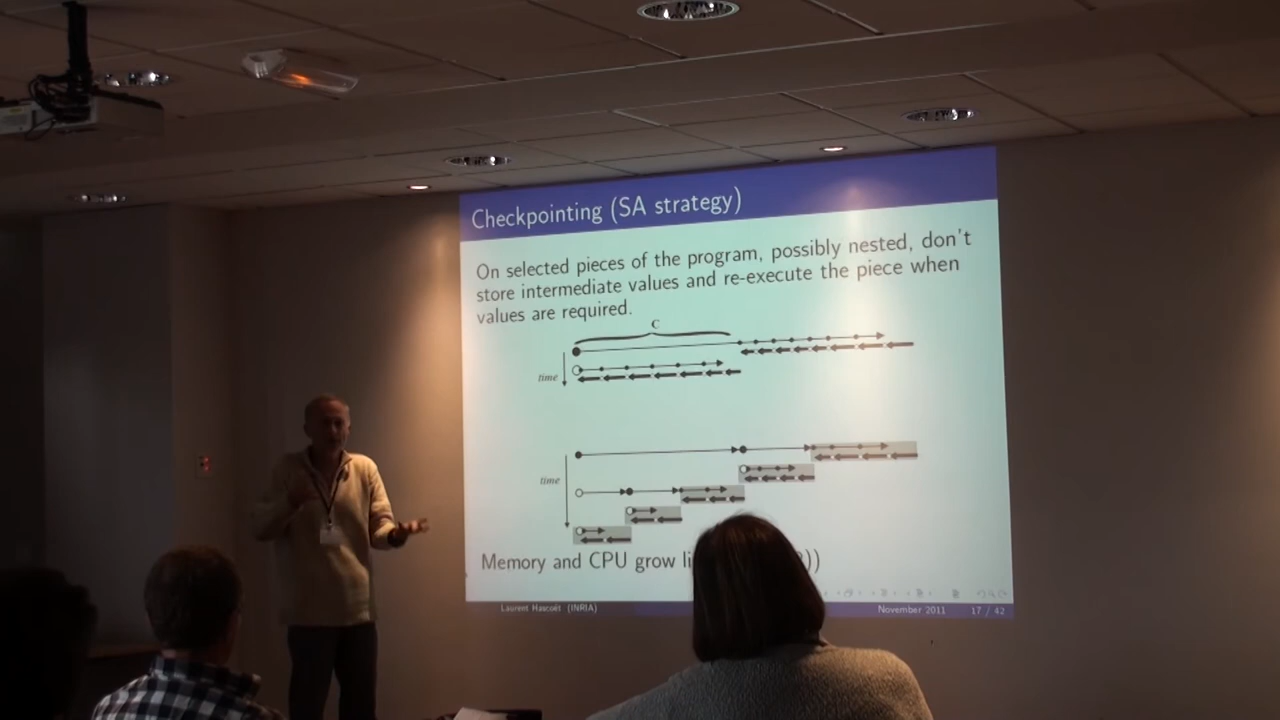 Checkpointing (SA strategy)
On selected pieces of the program, possibly nested, don't
store intermediate values and re-execute the piece when
values are required.
C
time
time
Memory and CPU grow
))
Laurent Hascoët (INRIA)
November 2011
17 / 42